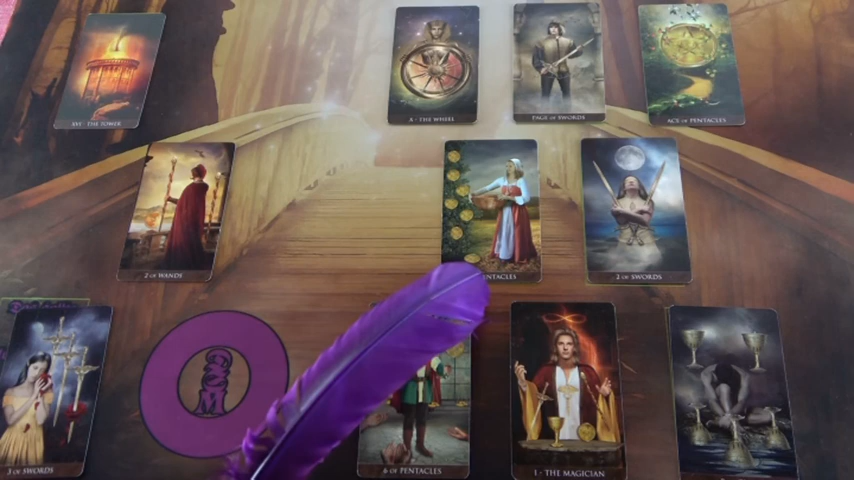 XVI - THE TOWER
X - THE WHEEL
PAGE OF SWORDS
ACE OF PENTACLES
2 OF WANDS
PENTACLES
2 OF SWORDS
3 OF SWORDS
6 OF PENTACLES
1 - THE MAGICIAN